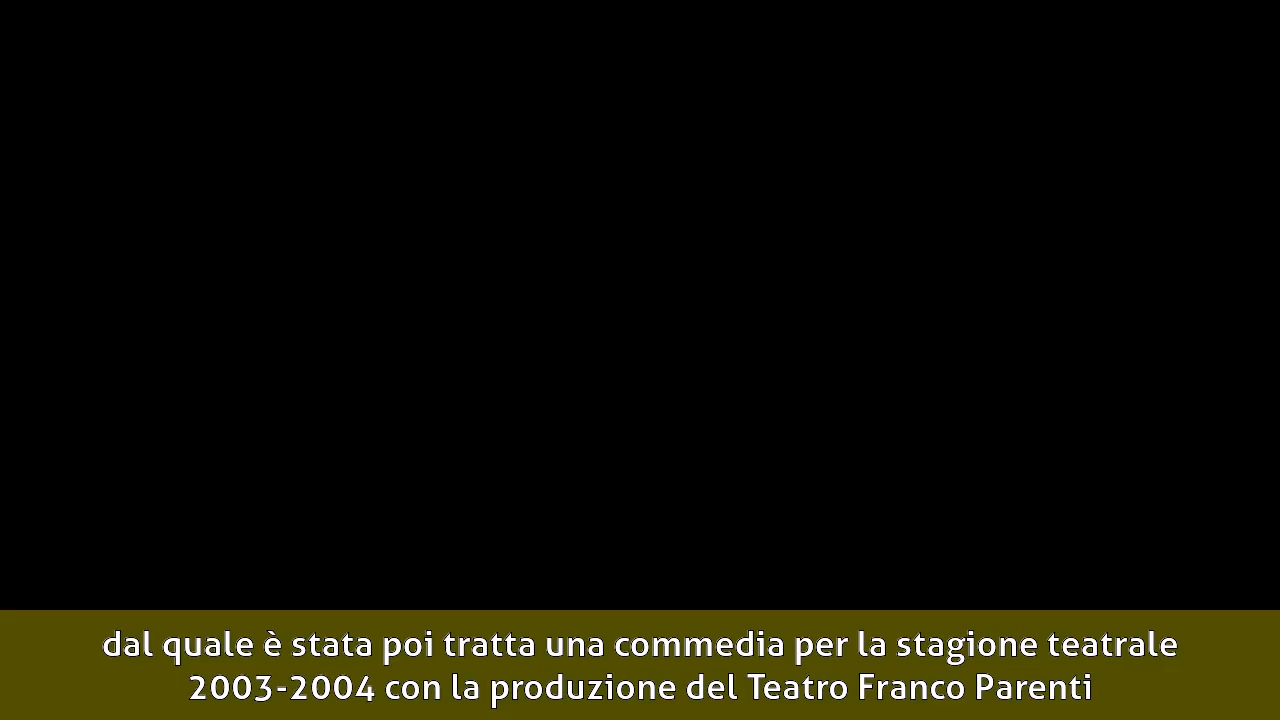 dal quale è stata poi tratta una commedia per la stagione teatrale
2003-2004 con la produzione del Teatro Franco Parenti